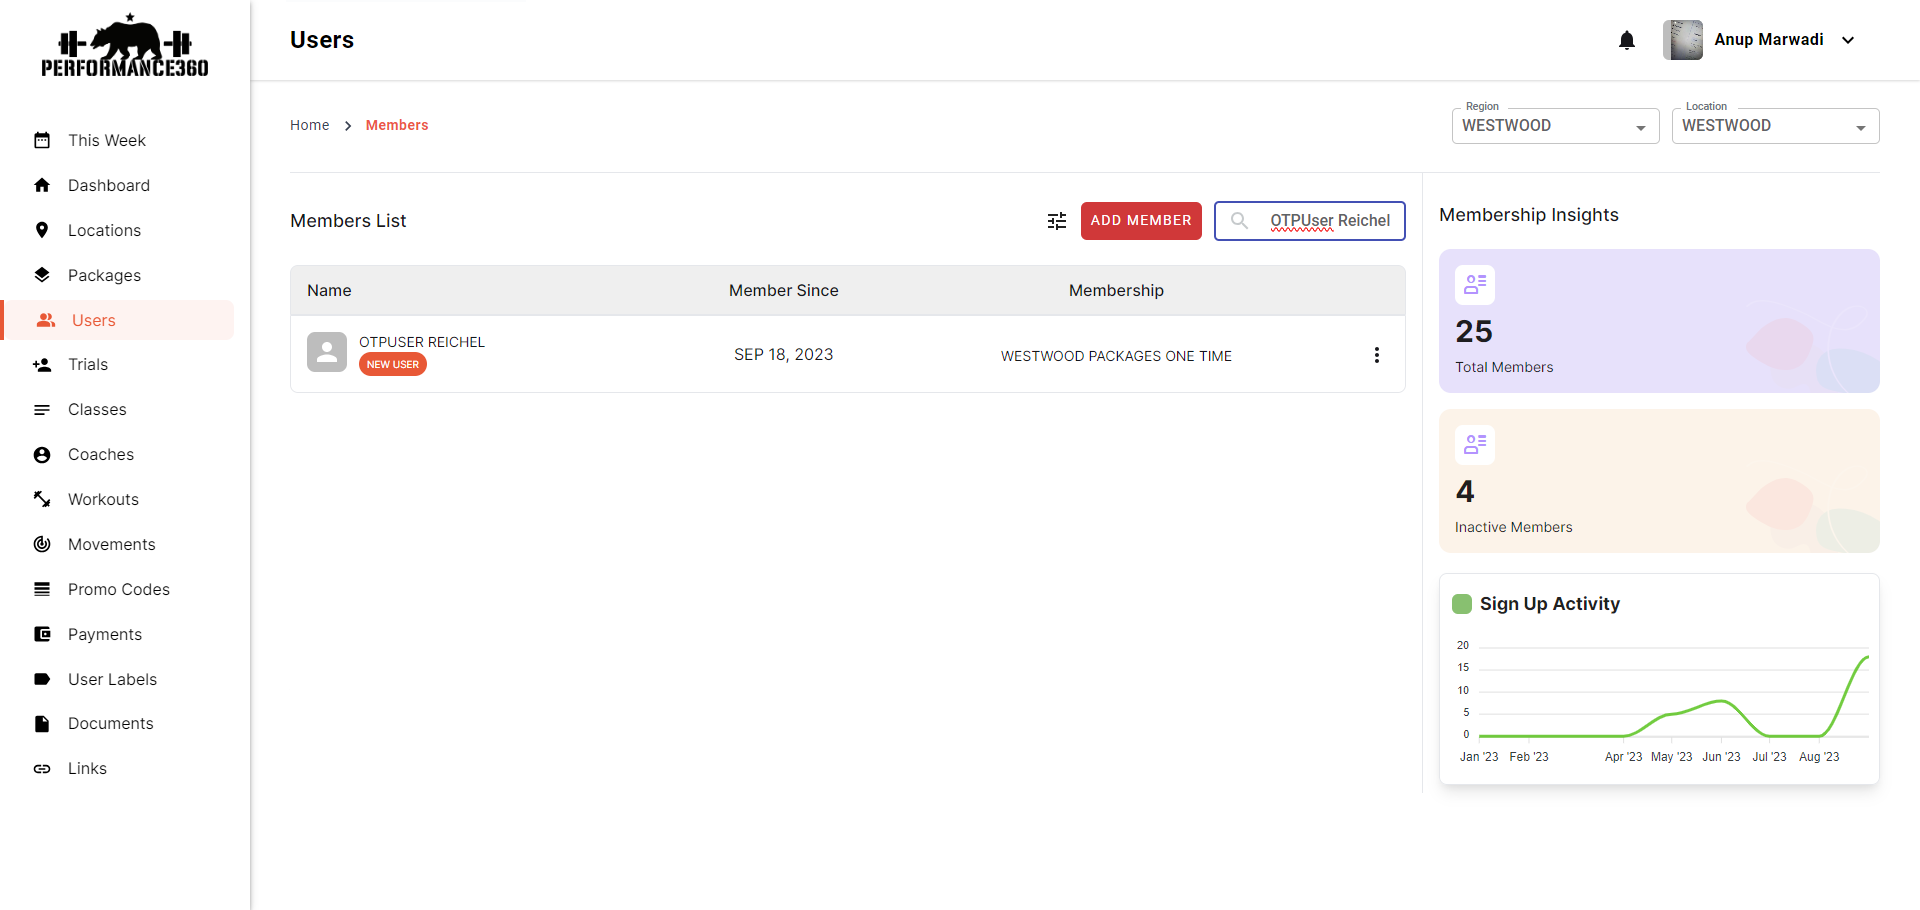 PERFORMANCE360
Users
Anup Marwadi
This Week
Dashboard
Locations
Packages
Users
Trials
Classes
Coaches
Workouts
Movements
Promo Codes
Payments
User Labels
Documents
Links
Home
Members
Region
WESTWOOD
Location
WESTWOOD
Members List
ADD MEMBER
OTPUser Reichel
Name
Member Since
Membership
OTPUSER REICHEL
NEW USER
SEP 18, 2023
WESTWOOD PACKAGES ONE TIME
Membership Insights
25
Total Members
4
Inactive Members
Sign Up Activity
20
15
10
5
0
Jan '23 Feb '23 Apr '23 May '23 Jun '23 Jul '23 Aug '23